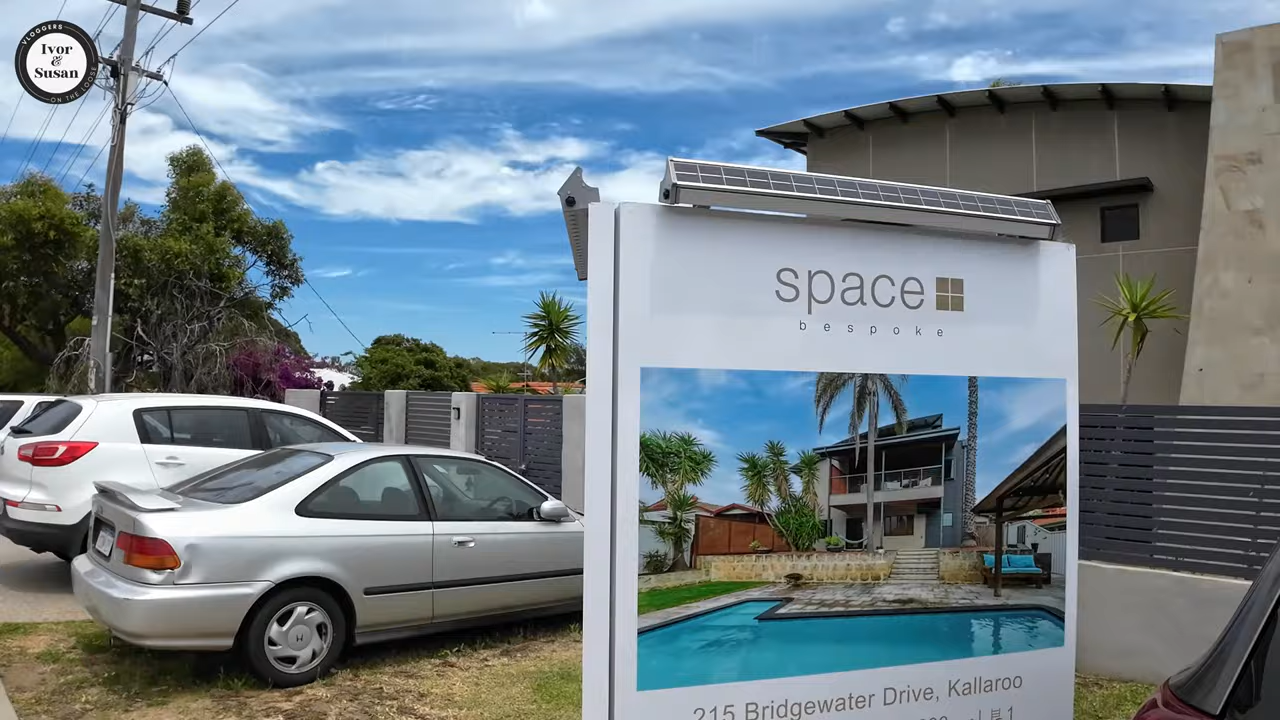 VLOGGERS
Ivor
&
Susan
ON THE LOOSE
space
bespoke
215 Bridgewater Drive, Kallaroo